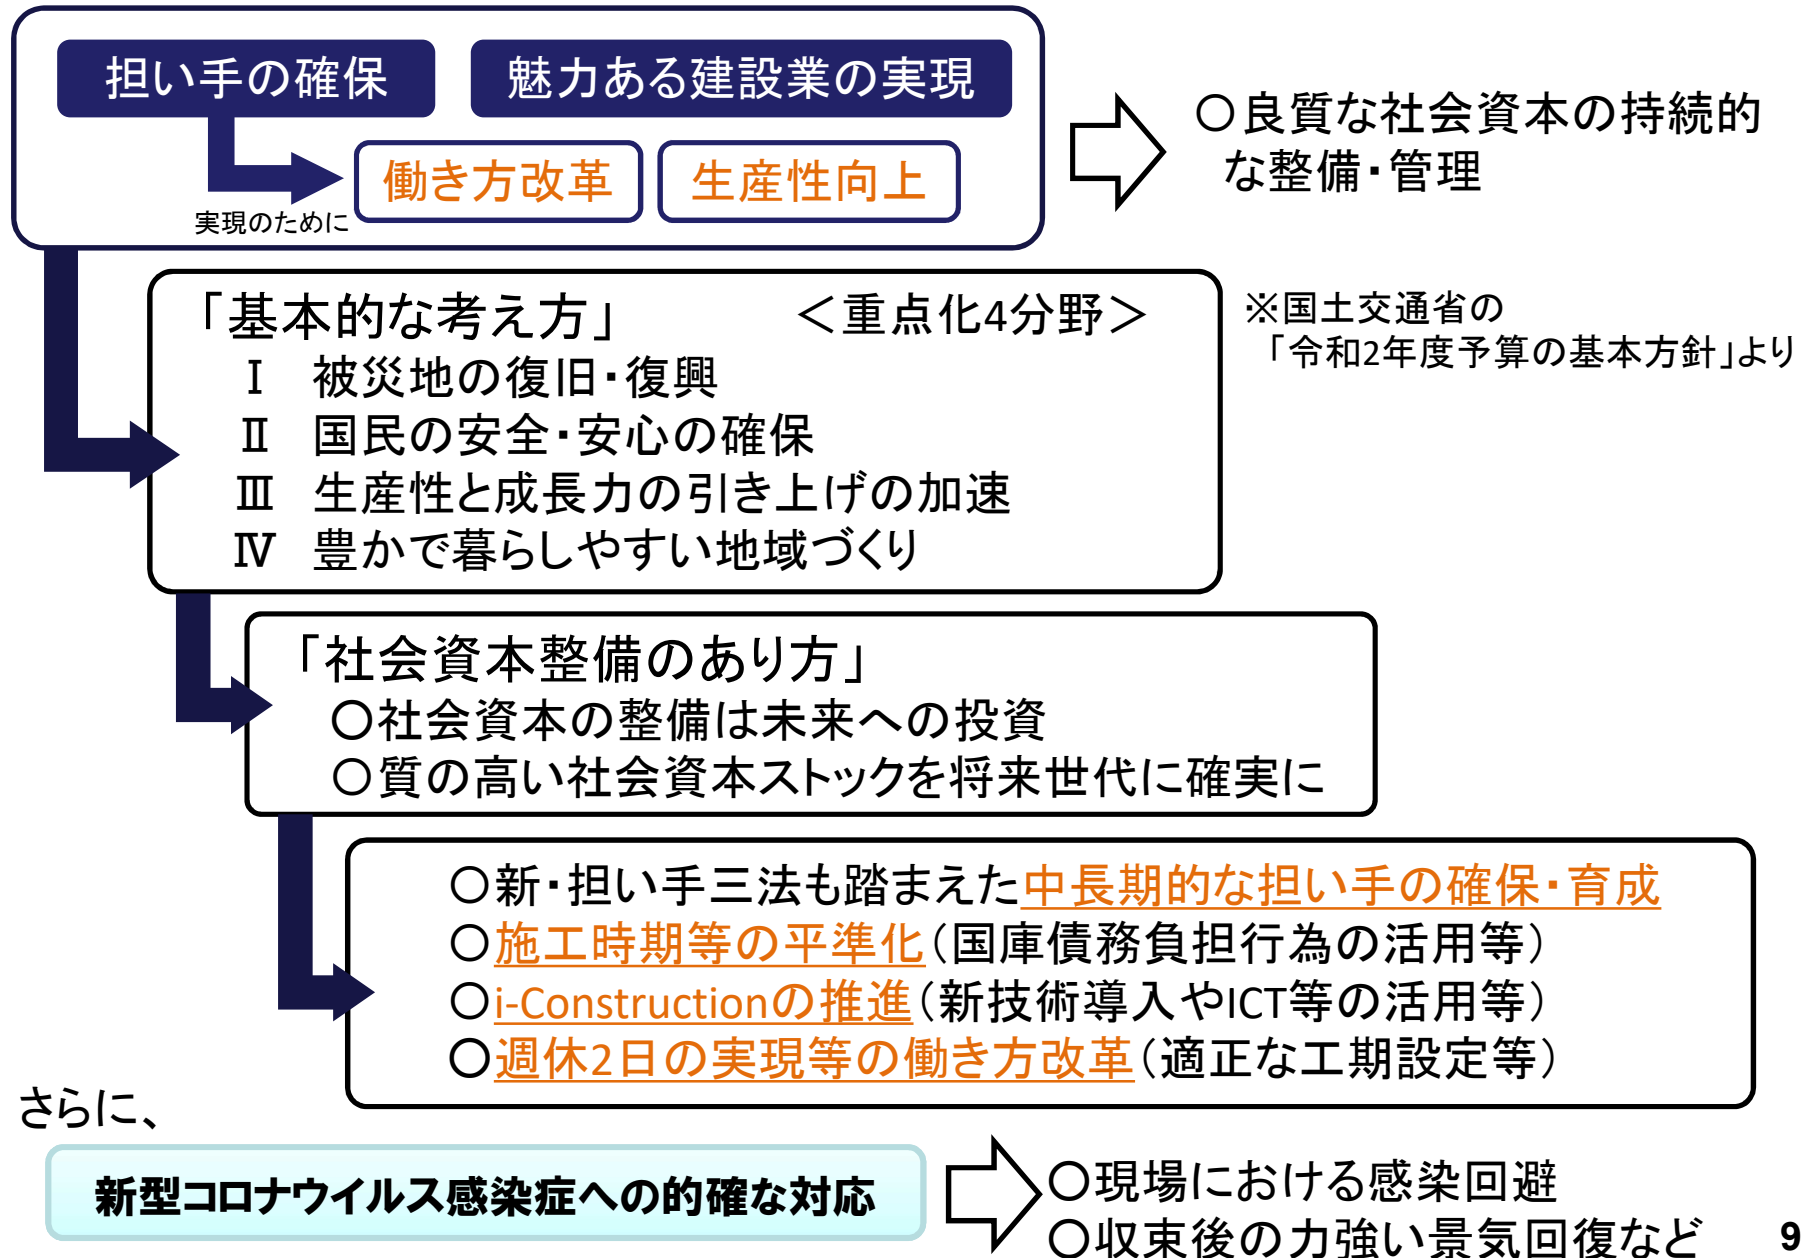 担い手の確保
魅力ある建設業の実現
働き方改革
生産性向上
実現のために
○良質な社会資本の持続的
な整備・管理
「基本的な考え方」　＜重点化4分野＞
Ⅰ　被災地の復旧・復興
Ⅱ　国民の安全・安心の確保
Ⅲ　生産性と成長力の引き上げの加速
Ⅳ　豊かで暮らしやすい地域づくり
※国土交通省の
「令和2年度予算の基本方針」より
「社会資本整備のあり方」
○社会資本の整備は未来への投資
○質の高い社会資本ストックを将来世代に確実に
○新・担い手三法も踏まえた中長期的な担い手の確保・育成
○施工時期等の平準化（国庫債務負担行為の活用等）
○i-Constructionの推進（新技術導入やICT等の活用等）
○週休2日の実現等の働き方改革（適正な工期設定等）
さらに、
新型コロナウイルス感染症への的確な対応
○現場における感染回避
○収束後の力強い景気回復など
9